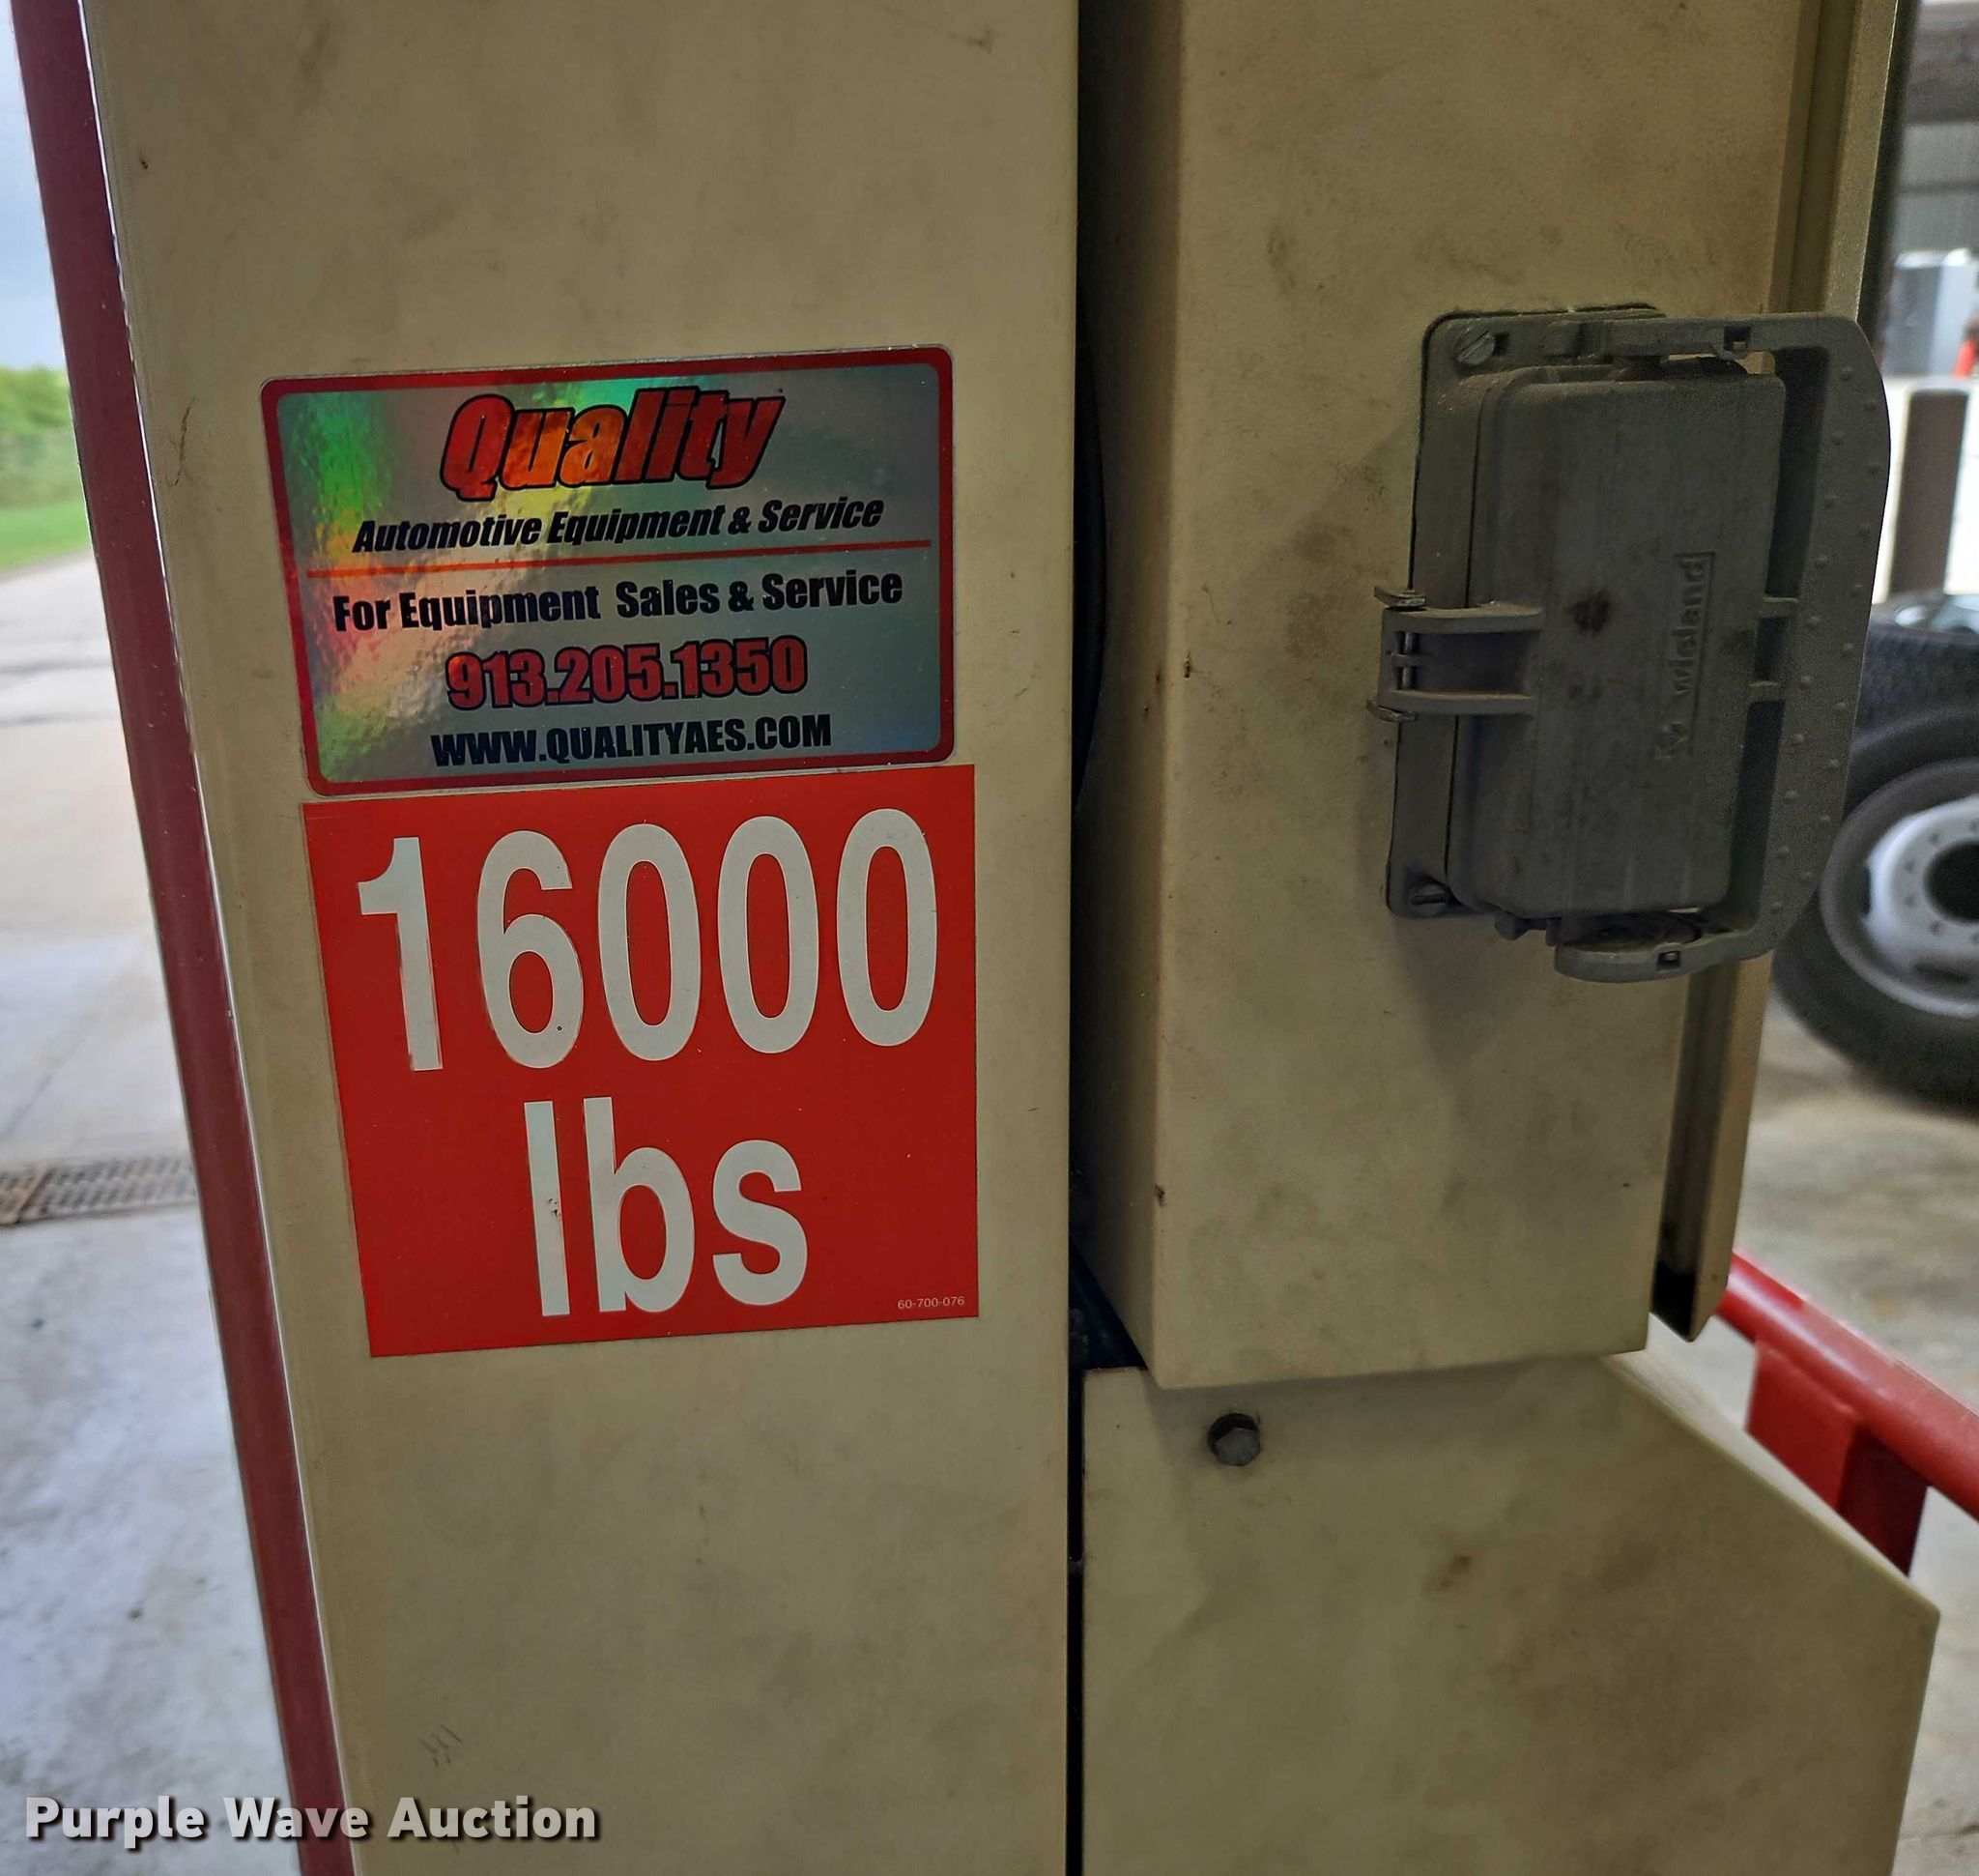 Quality
Automotive Equipment & Service
For Equipment Sales & Service
913.205.1350
WWW.QUALITYAES.COM
16000
lbs
60-700-076
wieland
Purple Wave Auction